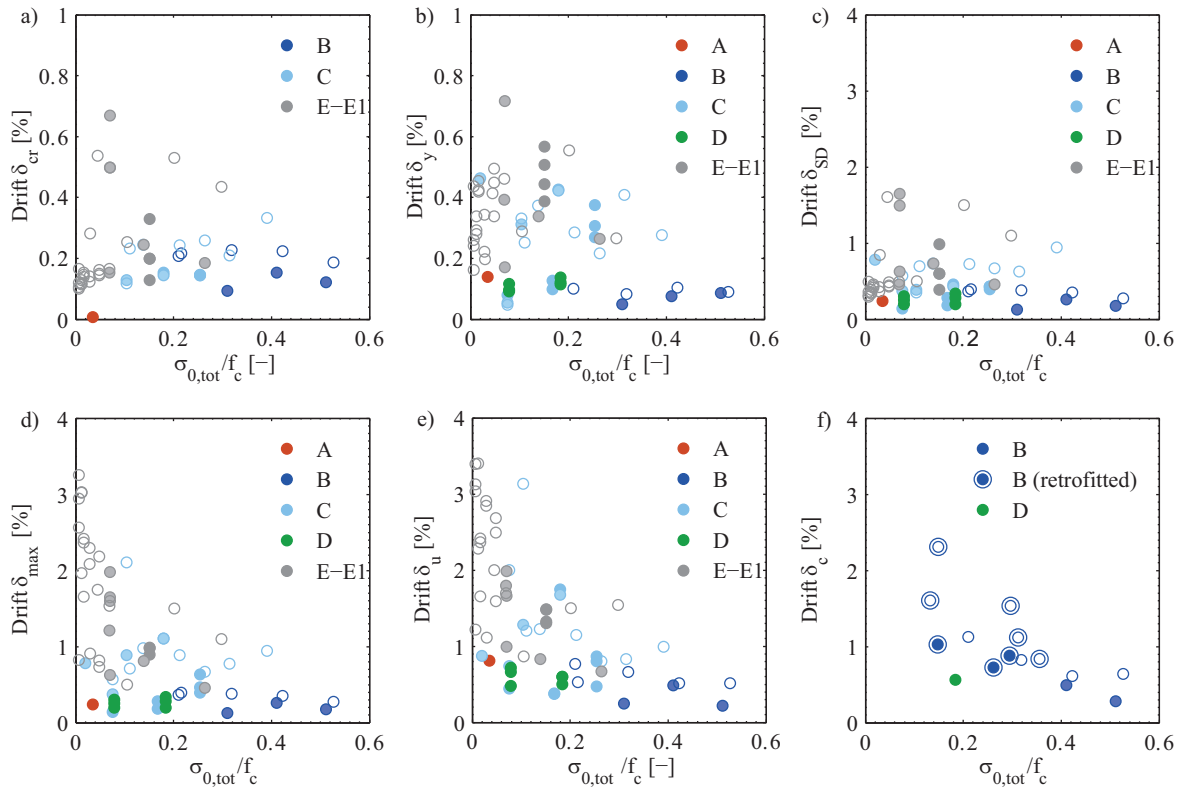 a)
1
0.8
0.6
0.4
0.2
0
0 0.2 0.4 0.6
Drift δcr [%]
σ0,tot/fc [−]
B
C
E−E1
b)
1
0.8
0.6
0.4
0.2
0
0 0.2 0.4 0.6
Drift δy [%]
σ0,tot/fc [−]
A
B
C
D
E−E1
c)
4
3
2
1
0
0 0.2 0.4 0.6
Drift δSD [%]
σ0,tot/fc
A
B
C
D
E−E1
d)
4
3
2
1
0
0 0.2 0.4 0.6
Drift δmax [%]
σ0,tot/fc
A
B
C
D
E−E1
e)
4
3
2
1
0
0 0.2 0.4 0.6
Drift δu [%]
σ0,tot/fc [−]
A
B
C
D
E−E1
f)
4
3
2
1
0
0 0.2 0.4 0.6
Drift δc [%]
σ0,tot/fc
B
B (retrofitted)
D